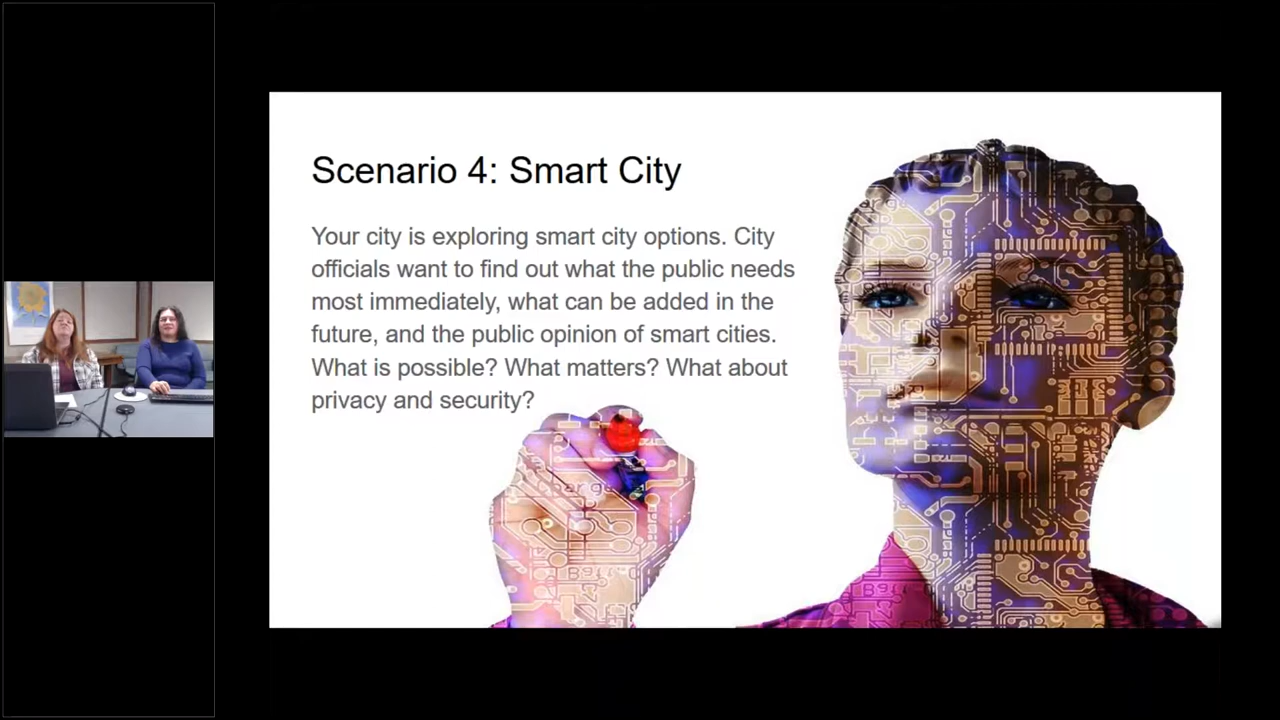 Scenario 4: Smart City
Your city is exploring smart city options. City
officials want to find out what the public needs
most immediately, what can be added in the
future, and the public opinion of smart cities.
What is possible? What matters? What about
privacy and security?